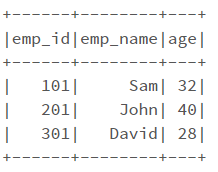 +------+--------+---+
|emp_id|emp_name|age|
+------+--------+---+
|   101|     Sam| 32|
|   201|    John| 40|
|   301|   David| 28|
+------+--------+---+